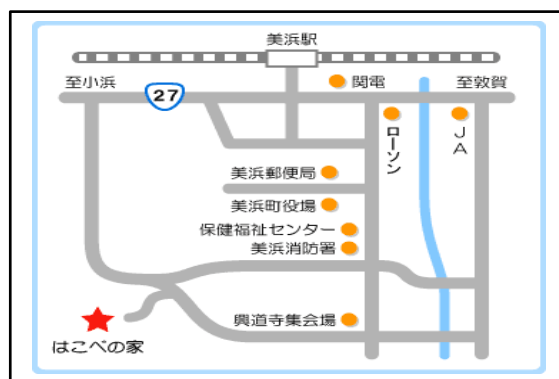 美浜駅
至小浜
27
関電
至敦賀
ローソン
JA
美浜郵便局
美浜町役場
保健福祉センター
美浜消防署
興道寺集会場
はこべの家